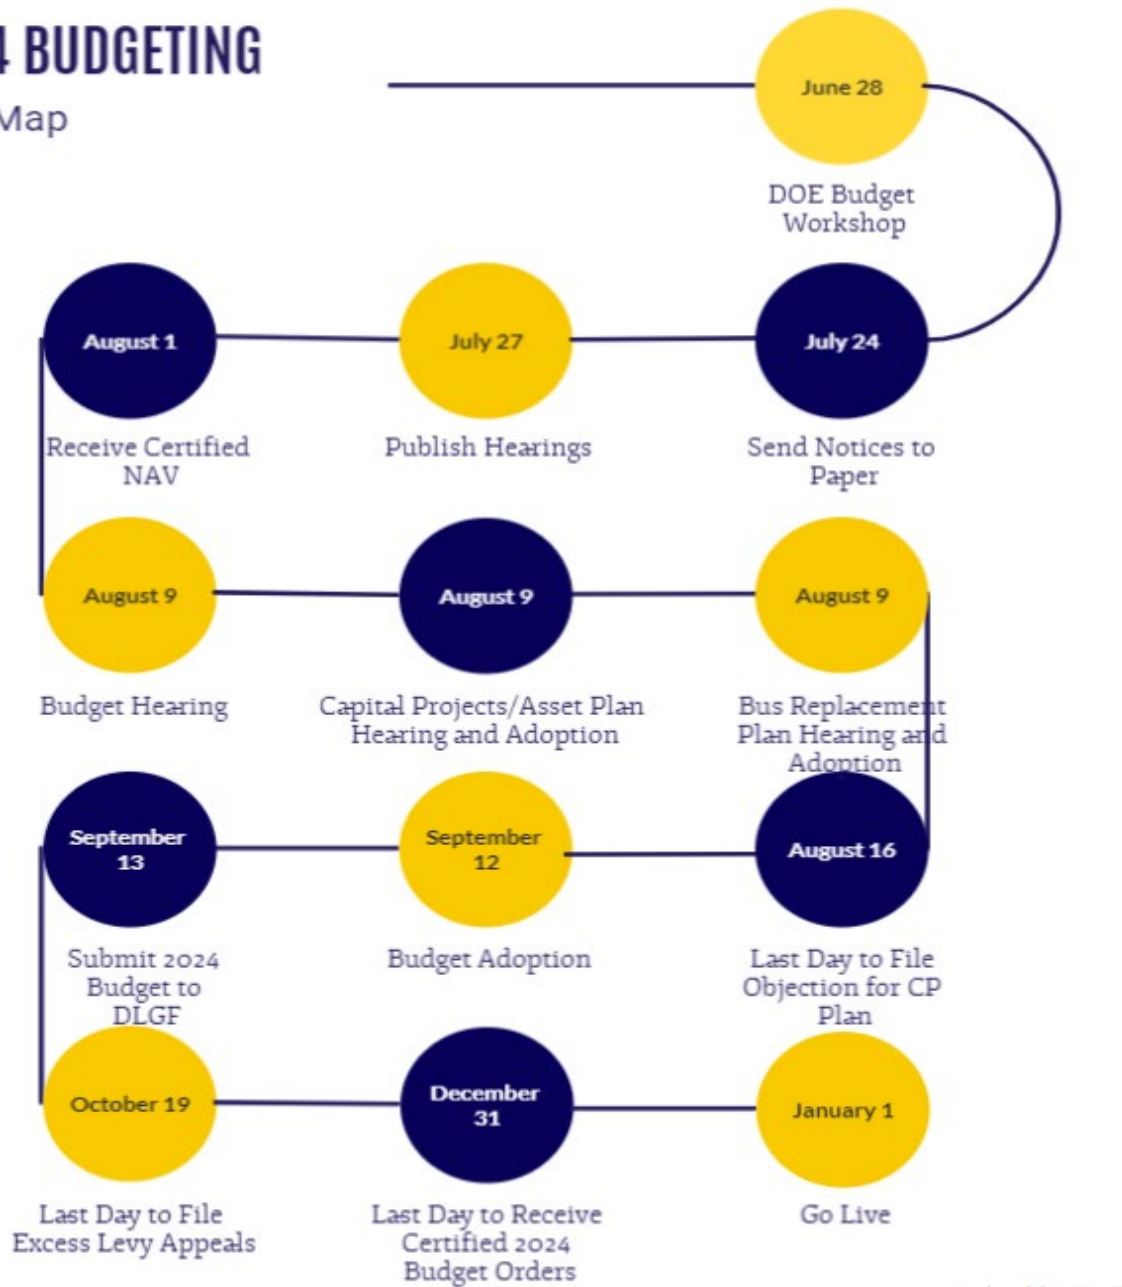 4 BUDGETING
Map
June 28
DOE Budget
Workshop
July 24
Send Notices to
Paper
July 27
Publish Hearings
August 1
Receive Certified
NAV
August 9
Budget Hearing
August 9
Capital Projects/Asset Plan
Hearing and Adoption
August 9
Bus Replacement
Plan Hearing and
Adoption
August 16
Last Day to File
Objection for CP
Plan
September
12
Budget Adoption
September
13
Submit 2024
Budget to
DLGF
October 19
Last Day to File
Excess Levy Appeals
December
31
Last Day to Receive
Certified 2024
Budget Orders
January 1
Go Live